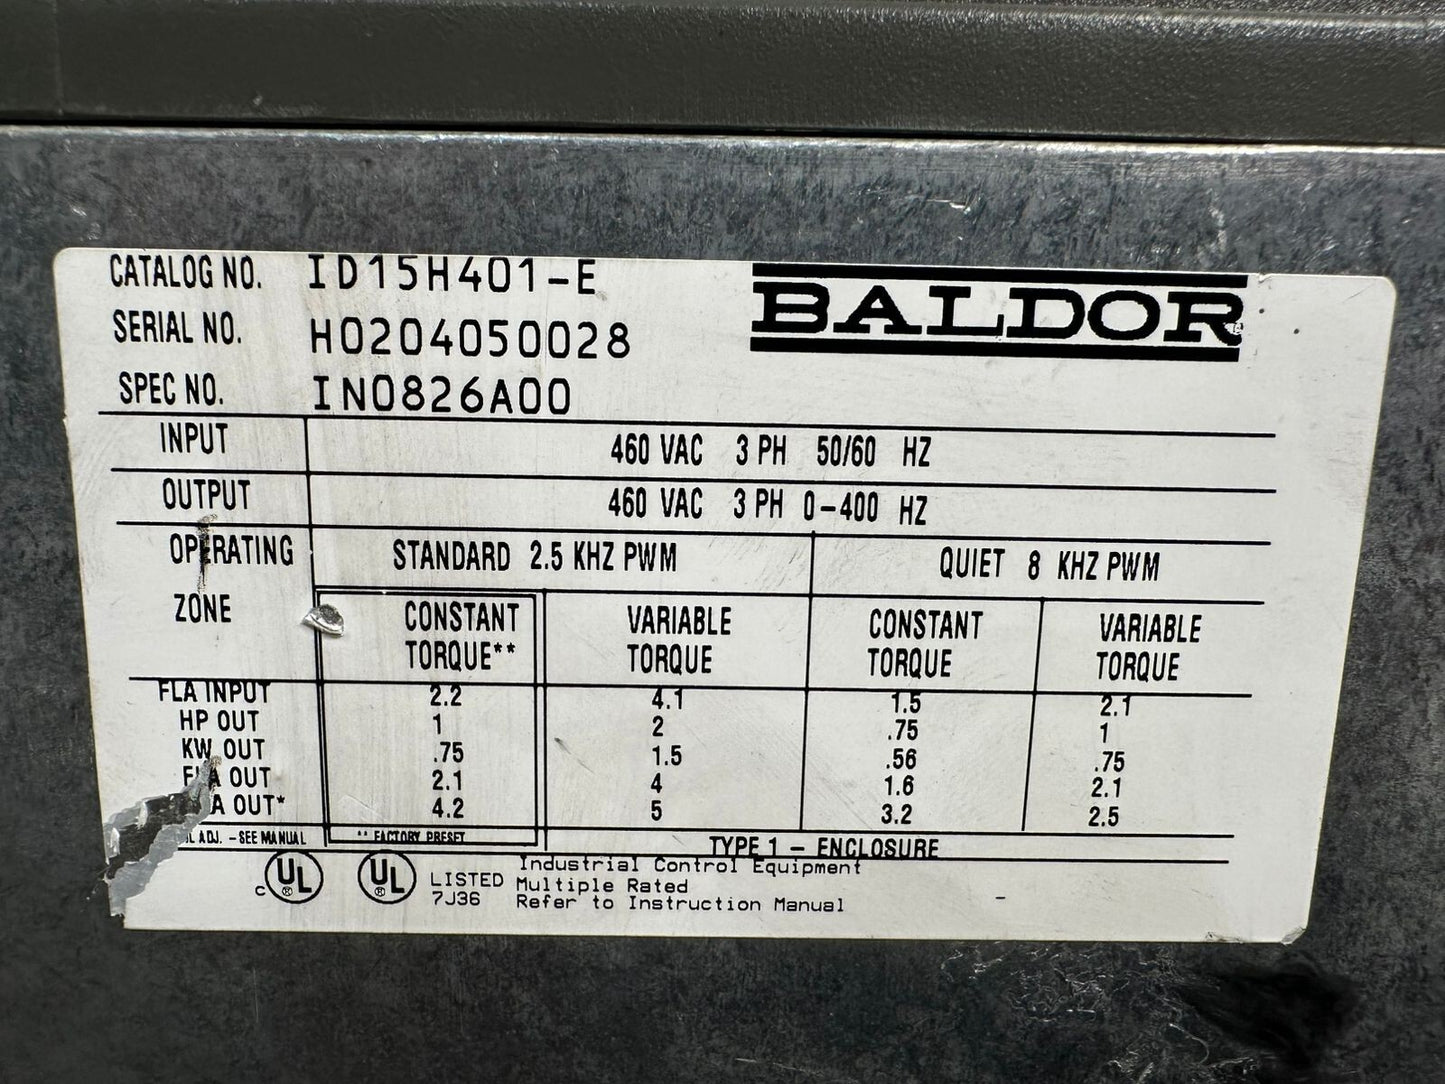 CATALOG NO. ID15H401-E
BALDOR
SERIAL NO. H0204050028
SPEC NO. IN0826A00
INPUT 460 VAC 3 PH 50/60 HZ
OUTPUT 460 VAC 3 PH 0-400 HZ
OPERATING ZONE STANDARD 2.5 KHZ PWM QUIET 8 KHZ PWM
CONSTANT TORQUE** VARIABLE TORQUE CONSTANT TORQUE VARIABLE TORQUE
FLA INPUT 2.2 4.1 1.5 2.1
HP OUT 1 2 .75 1
KW OUT .75 1.5 .56 .75
FLA OUT 2.1 4 1.6 2.1
A OUT* 4.2 5 3.2 2.5
ADJ. - SEE MANUAL ** FACTORY PRESET TYPE 1 - ENCLOSURE
C UL ® UL ® LISTED 7J36
Industrial Control Equipment
Multiple Rated
Refer to Instruction Manual